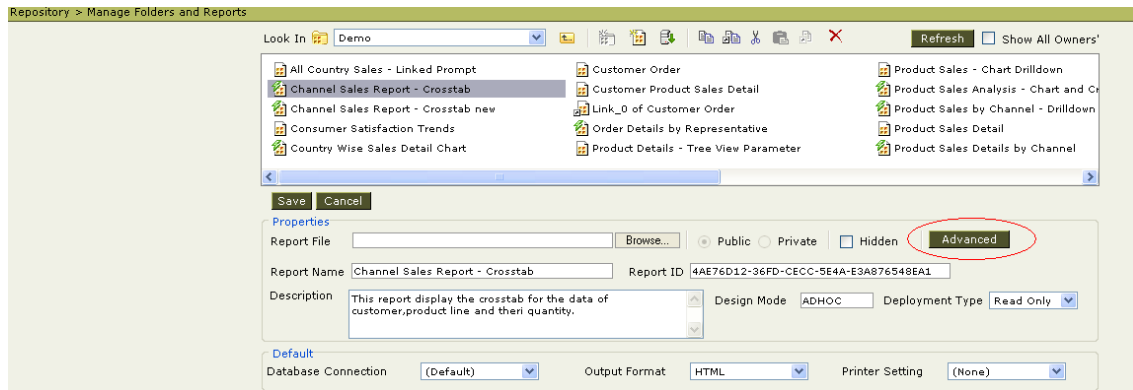 Repository > Manage Folders and Reports
Look In Demo Refresh Show All Owners'
All Country Sales - Linked Prompt Customer Order Product Sales - Chart Drilldown
Channel Sales Report - Crosstab Customer Product Sales Detail Product Sales Analysis - Chart and Cr
Channel Sales Report - Crosstab new Link_0 of Customer Order Product Sales by Channel - Drilldown
Consumer Satisfaction Trends Order Details by Representative Product Sales Detail
Country Wise Sales Detail Chart Product Details - Tree View Parameter Product Sales Details by Channel
Save Cancel
Properties
Report File Browse... Public Private Hidden Advanced
Report Name Channel Sales Report - Crosstab Report ID 4AE76D12-36FD-CECC-5E4A-E3A876548EA1
Description This report display the crosstab for the data of Design Mode ADHOC Deployment Type Read Only
customer,product line and theri quantity.
Default
Database Connection (Default) Output Format HTML Printer Setting (None)